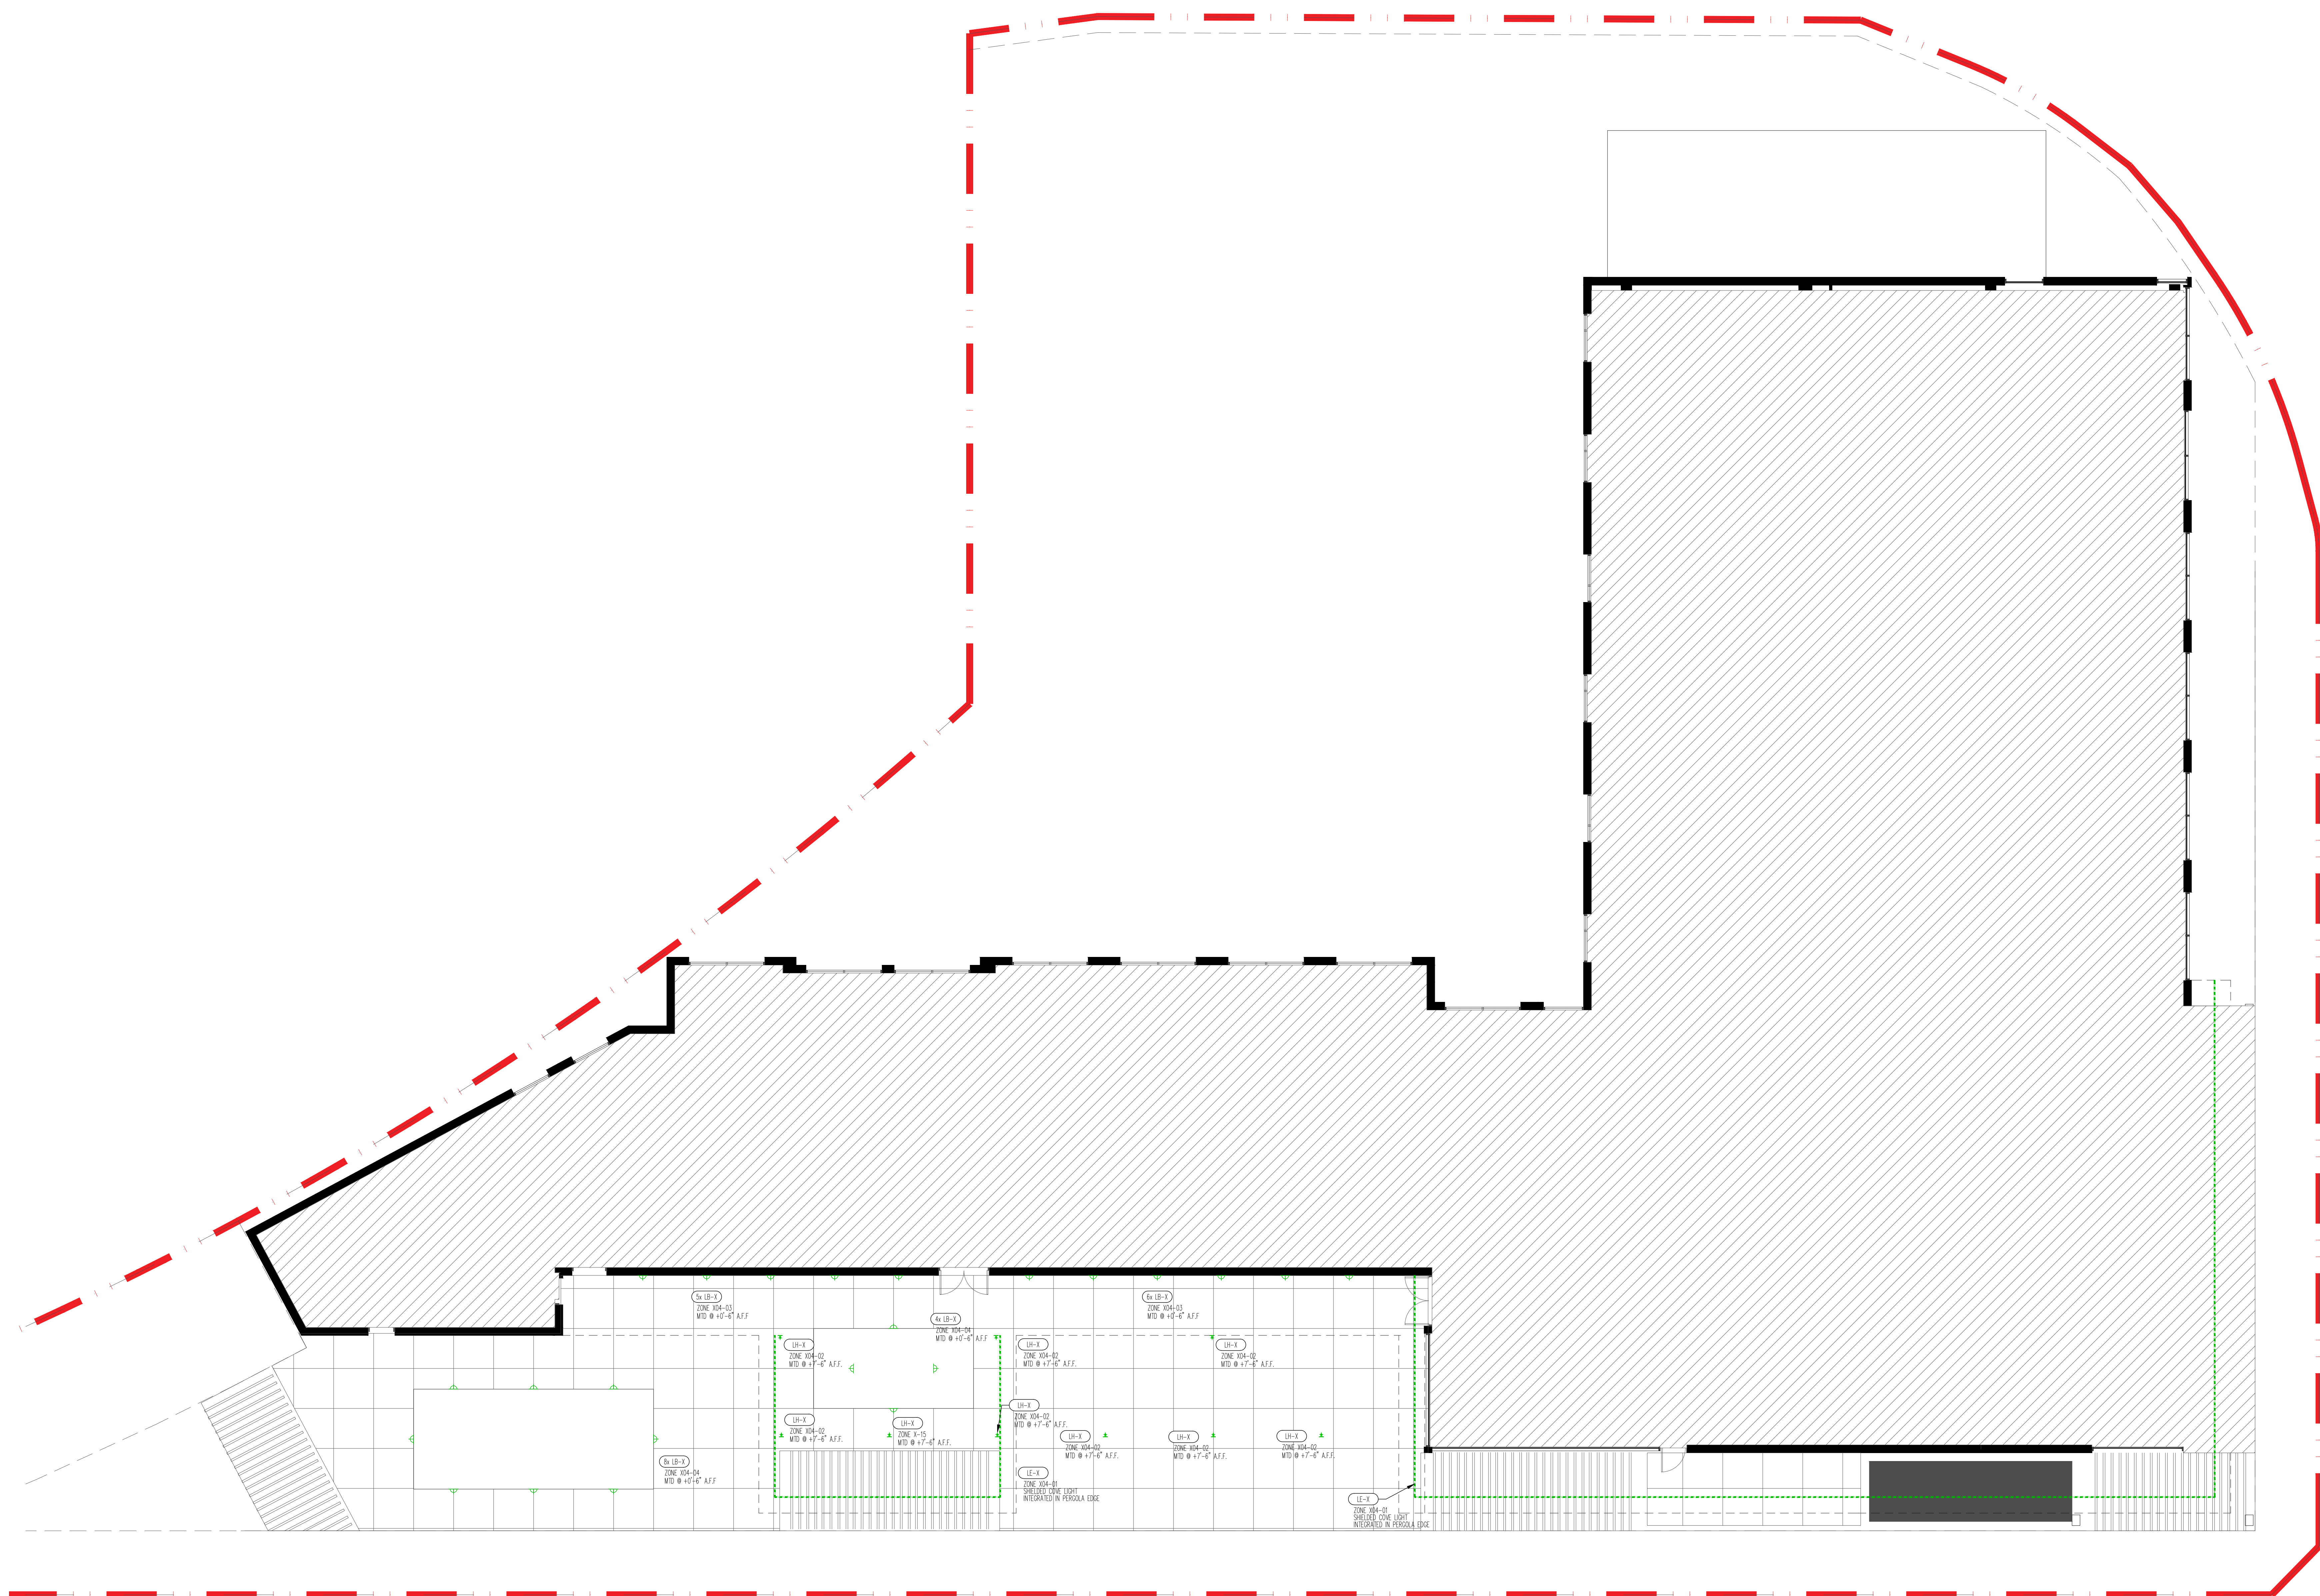 5x LB-X
ZONE X04-03
MTD @ +0'-6" A.F.F
6x LB-X
ZONE X04-03
MTD @ +0'-6" A.F.F
4x LB-X
ZONE X04-04
MTD @ +0'-6" A.F.F
LH-X
ZONE X04-02
MTD @ +7'-6" A.F.F.
LH-X
ZONE X04-02
MTD @ +7'-6" A.F.F.
LH-X
ZONE X04-02
MTD @ +7'-6" A.F.F.
LH-X
ZONE X04-02
MTD @ +7'-6" A.F.F.
LH-X
ZONE X04-02
MTD @ +7'-6" A.F.F.
LH-X
ZONE X-15
MTD @ +7'-6" A.F.F.
LH-X
ZONE X04-02
MTD @ +7'-6" A.F.F.
LH-X
ZONE X04-02
MTD @ +7'-6" A.F.F.
LH-X
ZONE X04-02
MTD @ +7'-6" A.F.F.
8x LB-X
ZONE X04-04
MTD @ +0'-6" A.F.F
LE-X
ZONE X04-01
SHIELDED COVE LIGHT
INTEGRATED IN PERGOLA EDGE
LE-X
ZONE X04-01
SHIELDED COVE LIGHT
INTEGRATED IN PERGOLA EDGE